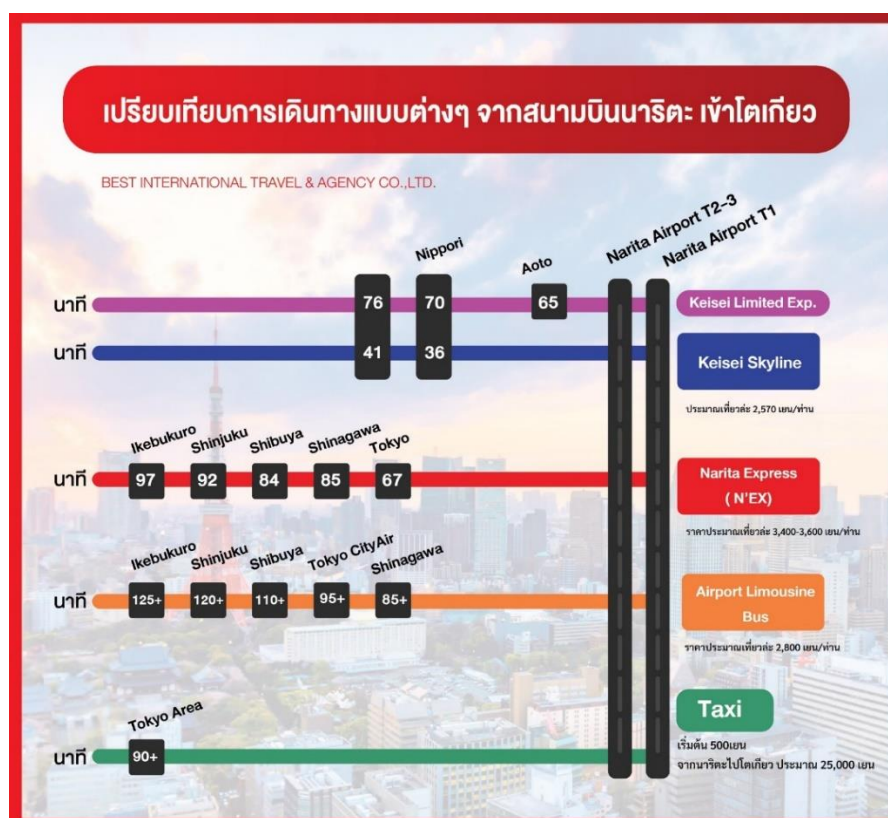 เปรียบเทียบการเดินทางแบบต่างๆ จากสนามบินนาริตะ เข้าโตเกียว
BEST INTERNATIONAL TRAVEL & AGENCY CO.,LTD.
Narita Airport T2-3
Narita Airport T1
Nippori
Aoto
นาที
76
70
65
Keisei Limited Exp.
นาที
41
36
Keisei Skyline
ประมาณเที่ยวล่ะ 2,570 เยน/ท่าน
Ikebukuro
Shinjuku
Shibuya
Shinagawa
Tokyo
นาที
97
92
84
85
67
Narita Express
( N'EX)
ราคาประมาณเที่ยวล่ะ 3,400-3,600 เยน/ท่าน
Ikebukuro
Shinjuku
Shibuya
Tokyo CityAir
Shinagawa
นาที
125+
120+
110+
95+
85+
Airport Limousine
Bus
ราคาประมาณเที่ยวล่ะ 2,800 เยน/ท่าน
Tokyo Area
นาที
90+
Taxi
เริ่มต้น 500เยน
จากนาริตะไปโตเกียว ประมาณ 25,000 เยน